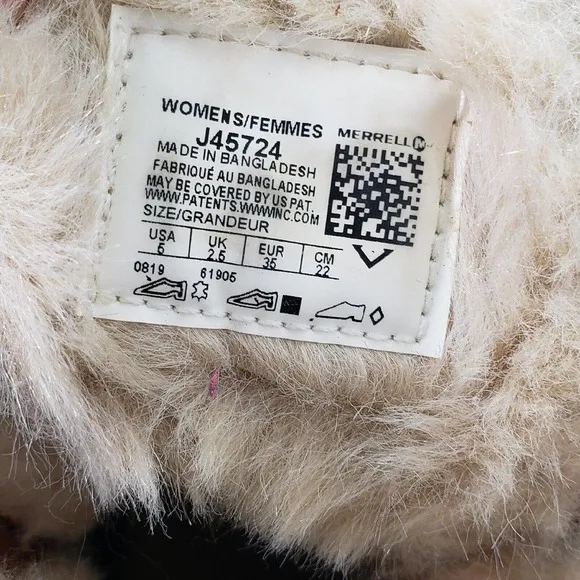 WOMENS/FEMMES
MERRELL M
J45724
MADE IN BANGLADESH
FABRIQUÉ AU BANGLADESH
MAY BE COVERED BY US PAT.
WWW.PATENTS.WWWINC.COM
SIZE/GRANDEUR
USA UK EUR CM
5 2.5 35 22
0819 61905